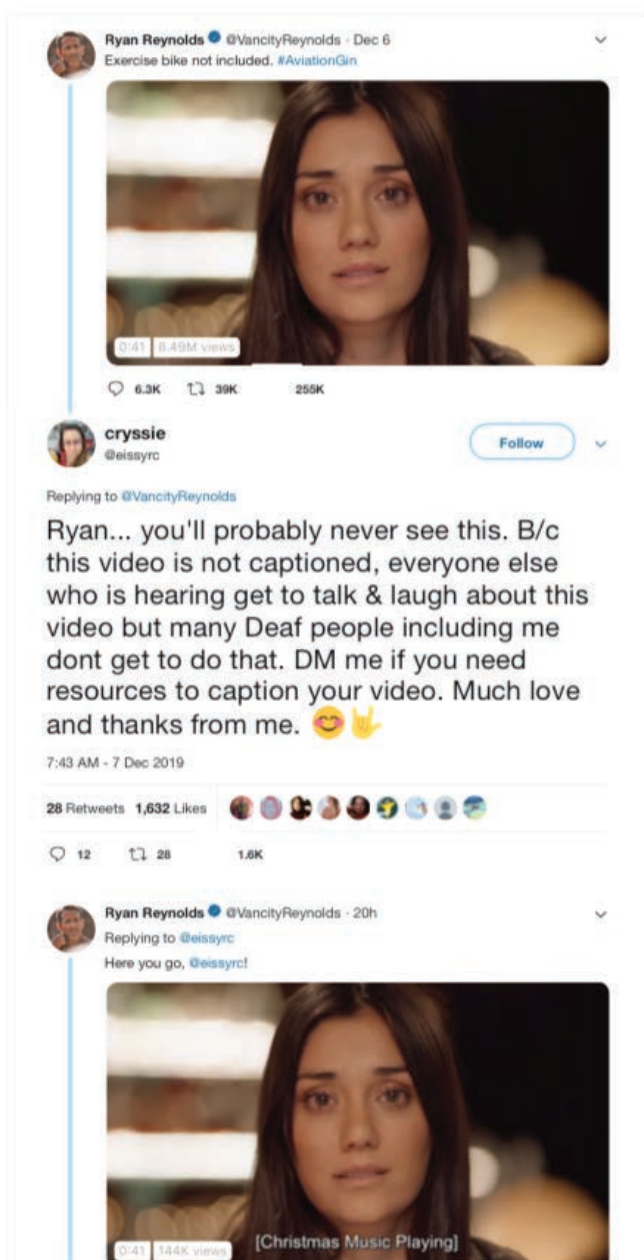 Ryan Reynolds @VancityReynolds · Dec 6
Exercise bike not included. #AviationGin
0:41 8.49M views
6.3K 39K 255K
cryssie
@eissyrc
Follow
Replying to @VancityReynolds
Ryan... you'll probably never see this. B/c
this video is not captioned, everyone else
who is hearing get to talk & laugh about this
video but many Deaf people including me
dont get to do that. DM me if you need
resources to caption your video. Much love
and thanks from me. 😊🤟
7:43 AM - 7 Dec 2019
28 Retweets 1,632 Likes
12 28 1.6K
Ryan Reynolds @VancityReynolds · 20h
Replying to @eissyrc
Here you go, @eissyrc!
[Christmas Music Playing]
0:41 144K views